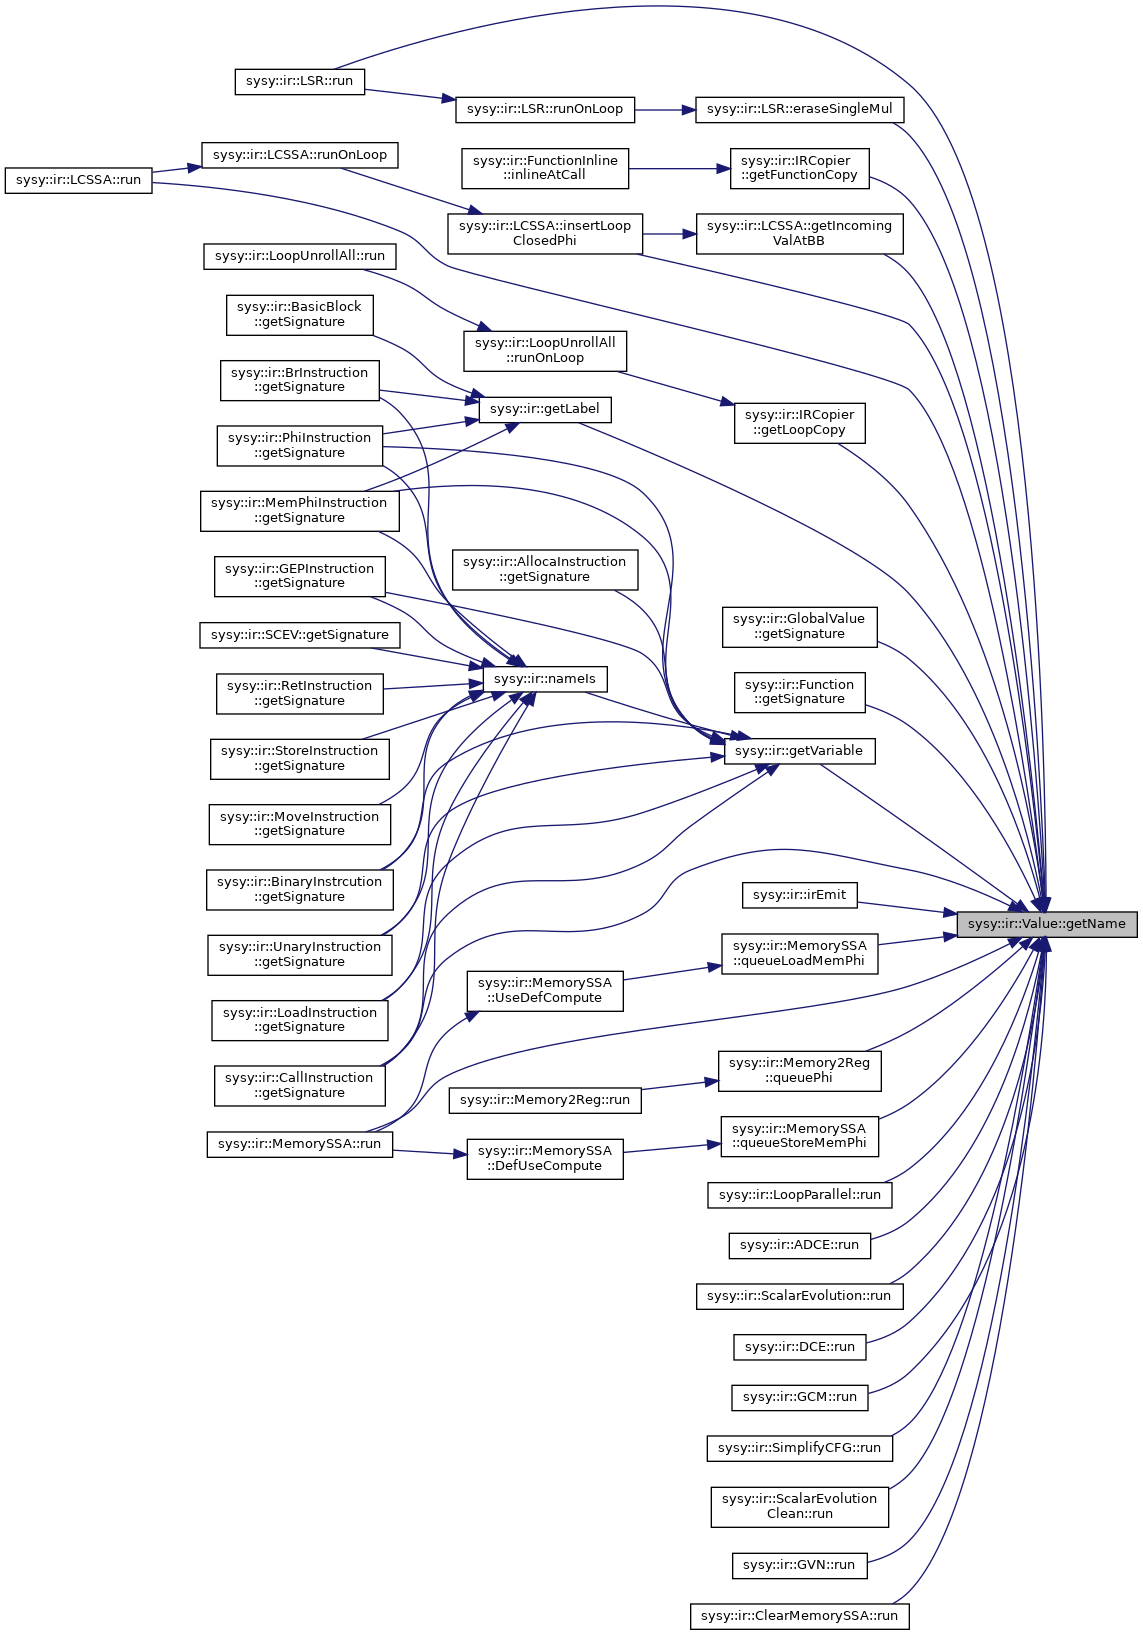 sysy::ir::LSR::run
sysy::ir::LSR::runOnLoop
sysy::ir::LSR::eraseSingleMul
sysy::ir::LCSSA::run
sysy::ir::LCSSA::runOnLoop
sysy::ir::FunctionInline
::inlineAtCall
sysy::ir::IRCopier
::getFunctionCopy
sysy::ir::LCSSA::insertLoop
ClosedPhi
sysy::ir::LCSSA::getIncoming
ValAtBB
sysy::ir::LoopUnrollAll::run
sysy::ir::BasicBlock
::getSignature
sysy::ir::LoopUnrollAll
::runOnLoop
sysy::ir::BrInstruction
::getSignature
sysy::ir::getLabel
sysy::ir::IRCopier
::getLoopCopy
sysy::ir::PhiInstruction
::getSignature
sysy::ir::MemPhiInstruction
::getSignature
sysy::ir::GEPInstruction
::getSignature
sysy::ir::AllocaInstruction
::getSignature
sysy::ir::SCEV::getSignature
sysy::ir::GlobalValue
::getSignature
sysy::ir::RetInstruction
::getSignature
sysy::ir::nameIs
sysy::ir::Function
::getSignature
sysy::ir::StoreInstruction
::getSignature
sysy::ir::getVariable
sysy::ir::MoveInstruction
::getSignature
sysy::ir::BinaryInstrcution
::getSignature
sysy::ir::irEmit
sysy::ir::Value::getName
sysy::ir::UnaryInstruction
::getSignature
sysy::ir::MemorySSA
::queueLoadMemPhi
sysy::ir::MemorySSA
::UseDefCompute
sysy::ir::LoadInstruction
::getSignature
sysy::ir::CallInstruction
::getSignature
sysy::ir::Memory2Reg
::queuePhi
sysy::ir::Memory2Reg::run
sysy::ir::MemorySSA::run
sysy::ir::MemorySSA
::DefUseCompute
sysy::ir::MemorySSA
::queueStoreMemPhi
sysy::ir::LoopParallel::run
sysy::ir::ADCE::run
sysy::ir::ScalarEvolution::run
sysy::ir::DCE::run
sysy::ir::GCM::run
sysy::ir::SimplifyCFG::run
sysy::ir::ScalarEvolution
Clean::run
sysy::ir::GVN::run
sysy::ir::ClearMemorySSA::run